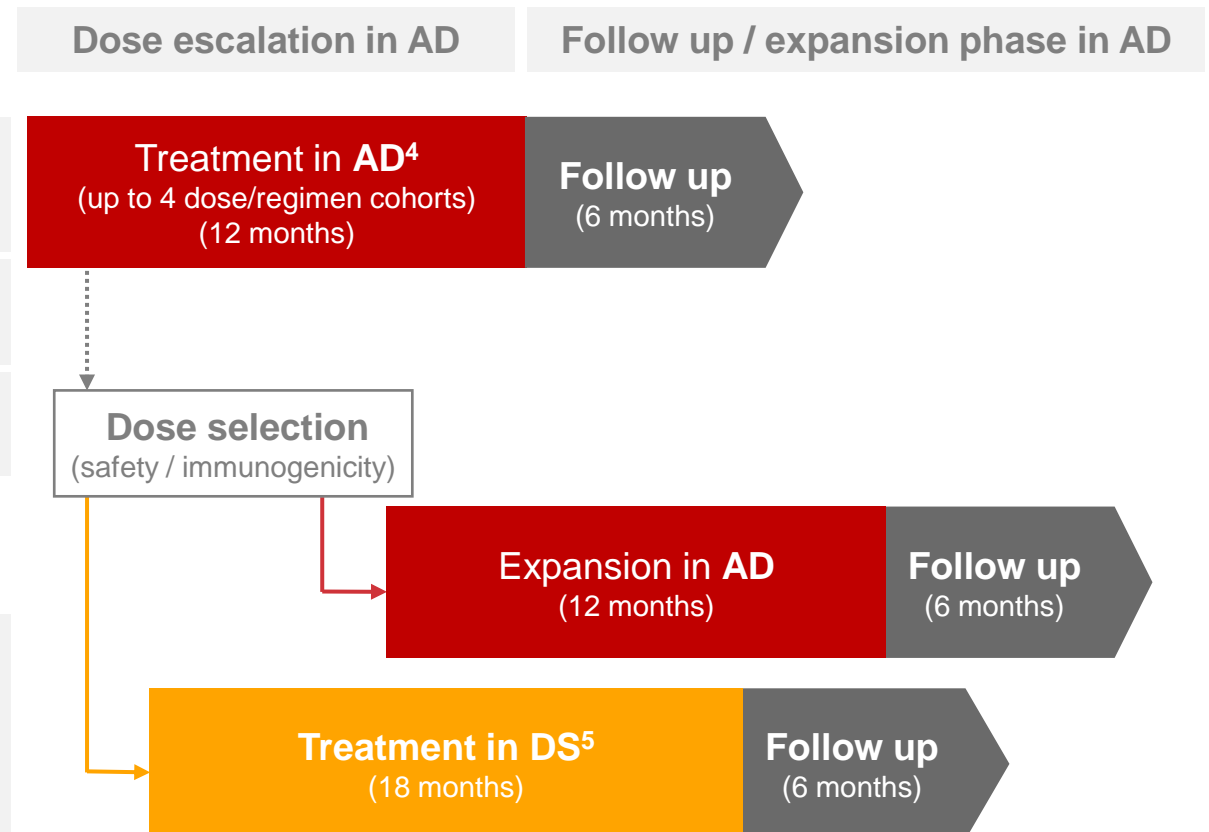 Dose escalation in AD
Follow up / expansion phase in AD
Treatment in AD⁴
(up to 4 dose/regimen cohorts)
(12 months)
Follow up
(6 months)
Dose selection
(safety / immunogenicity)
Expansion in AD
(12 months)
Follow up
(6 months)
Treatment in DS⁵
(18 months)
Follow up
(6 months)